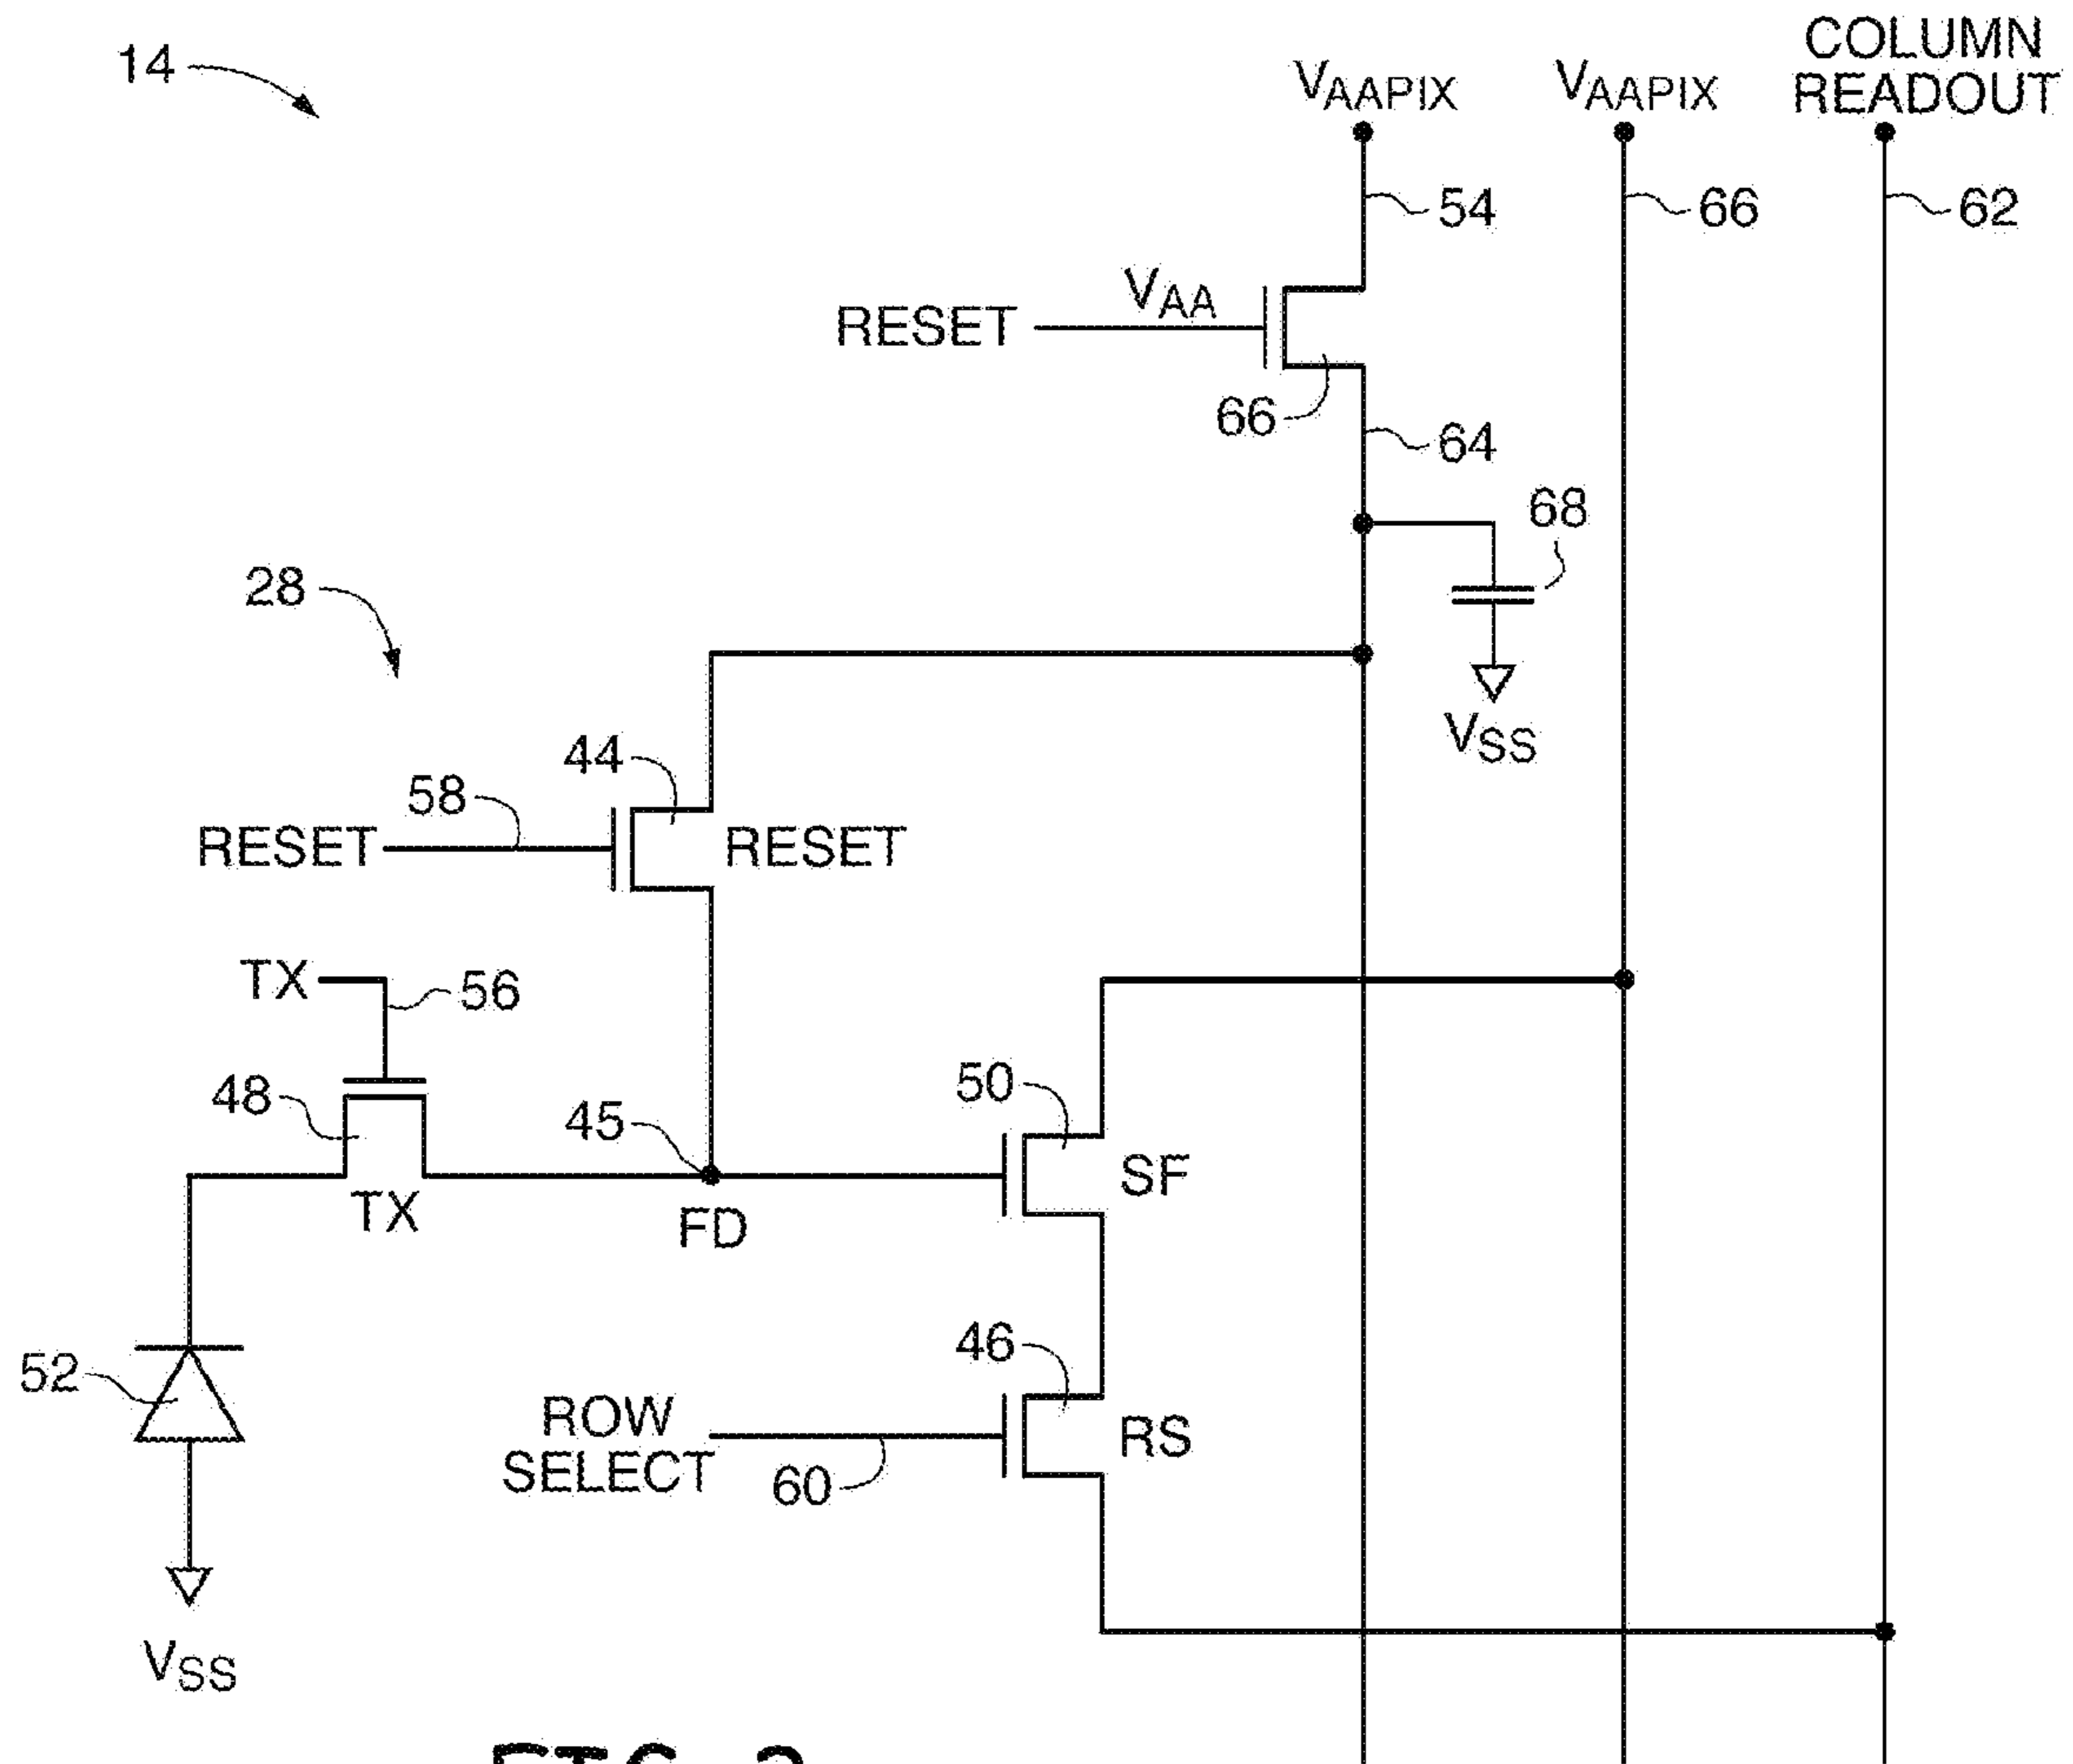 14
VAAPIX
VAAPIX
COLUMN
READOUT
54
66
62
RESET
VAA
66
64
68
VSS
28
44
58
RESET
RESET
TX
56
48
45
50
SF
TX
FD
52
46
ROW
SELECT
60
RS
VSS